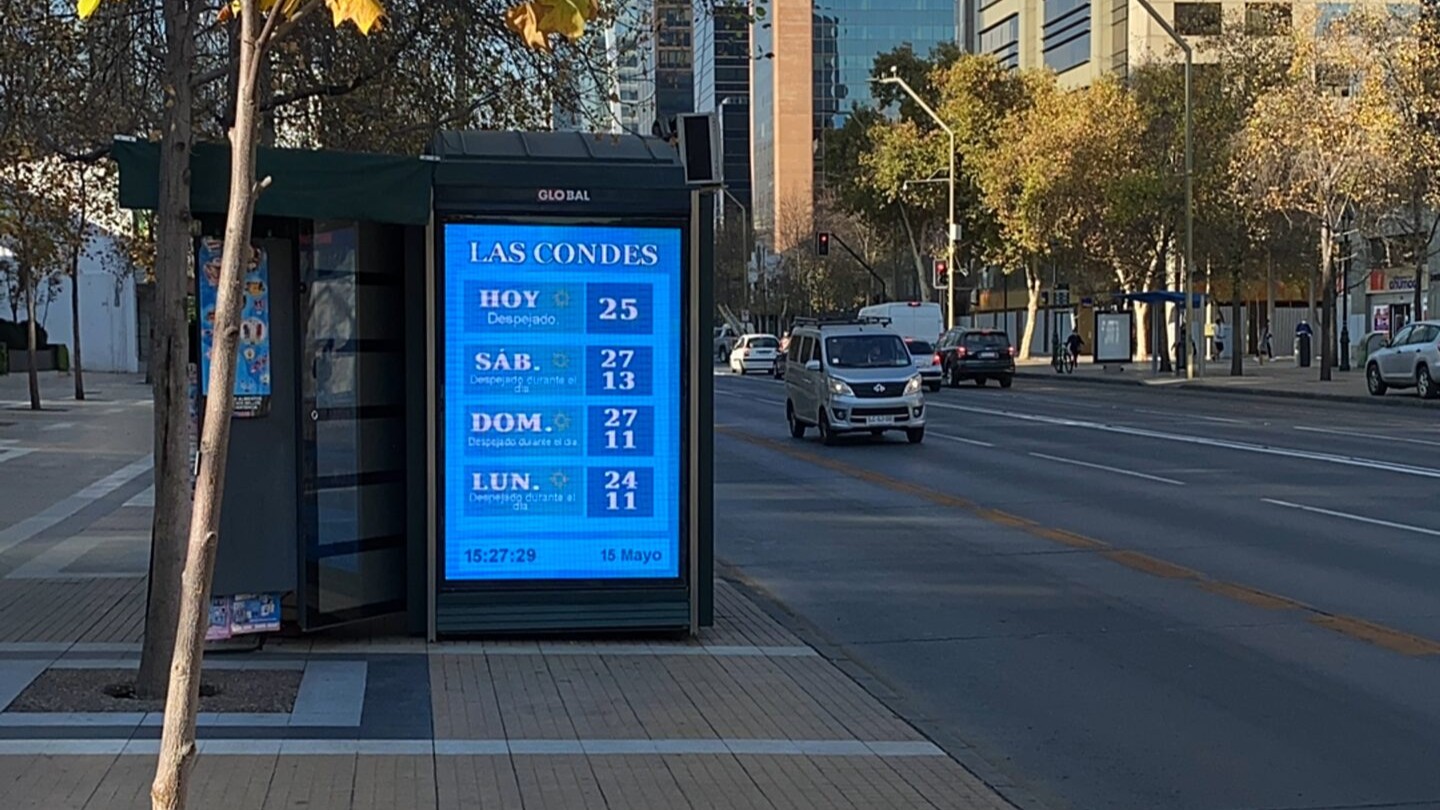 GLOBAL
LAS CONDES
HOY
Despejado.
25
SÁB.
Despejado durante el
día
27
13
DOM.
Despejado durante el día
27
11
LUN.
Despejado durante el
día
24
11
15:27:29
15 Mayo